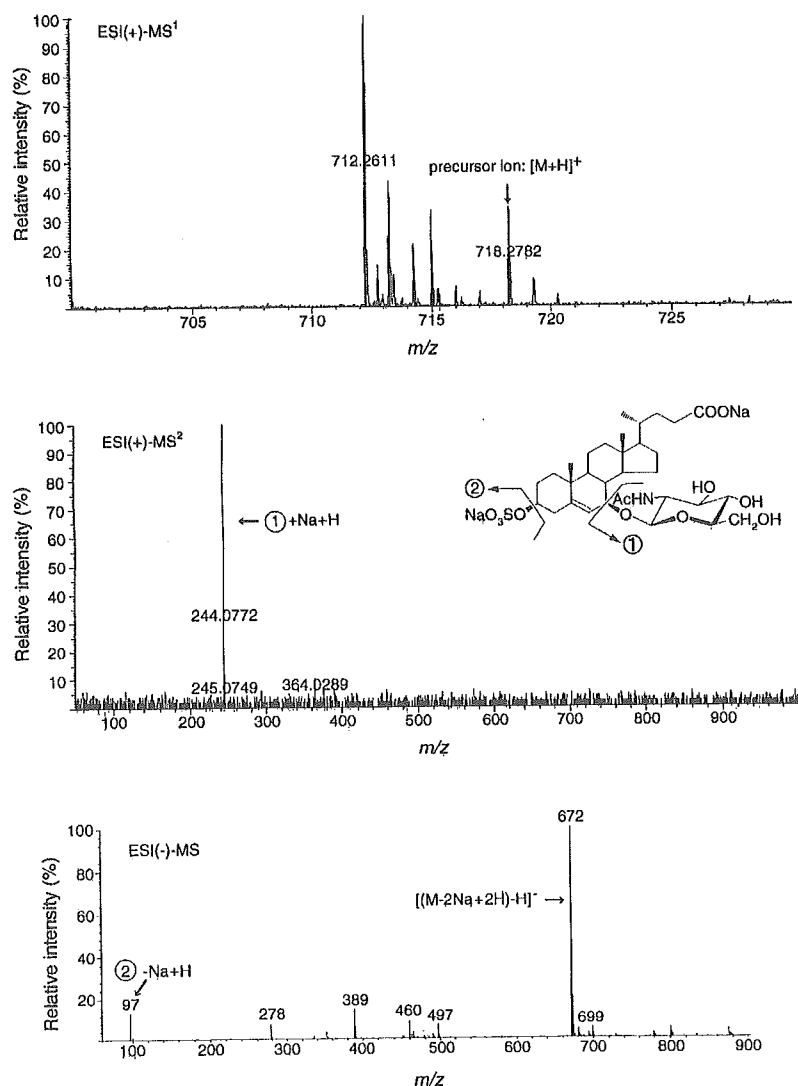 100
90
80
70
60
50
40
30
20
10
Relative intensity (%)
ESI(+)-MS1
712.2611
precursor ion: [M+H]+
718.2782
705
710
715
720
725
m/z
100
90
80
70
60
50
40
30
20
10
Relative intensity (%)
ESI(+)-MS2
① +Na+H
244.0772
245.0749
364.0289
100
200
300
400
500
600
700
800
900
m/z
COONa
②
NaO3SO
AcHN
HO
OH
O
O
CH2OH
①
100
80
60
40
20
Relative intensity (%)
ESI(-)-MS
672
[(M-2Na+2H)-H]-
② -Na+H
97
278
389
460
497
699
100
200
300
400
500
600
700
800
900
m/z